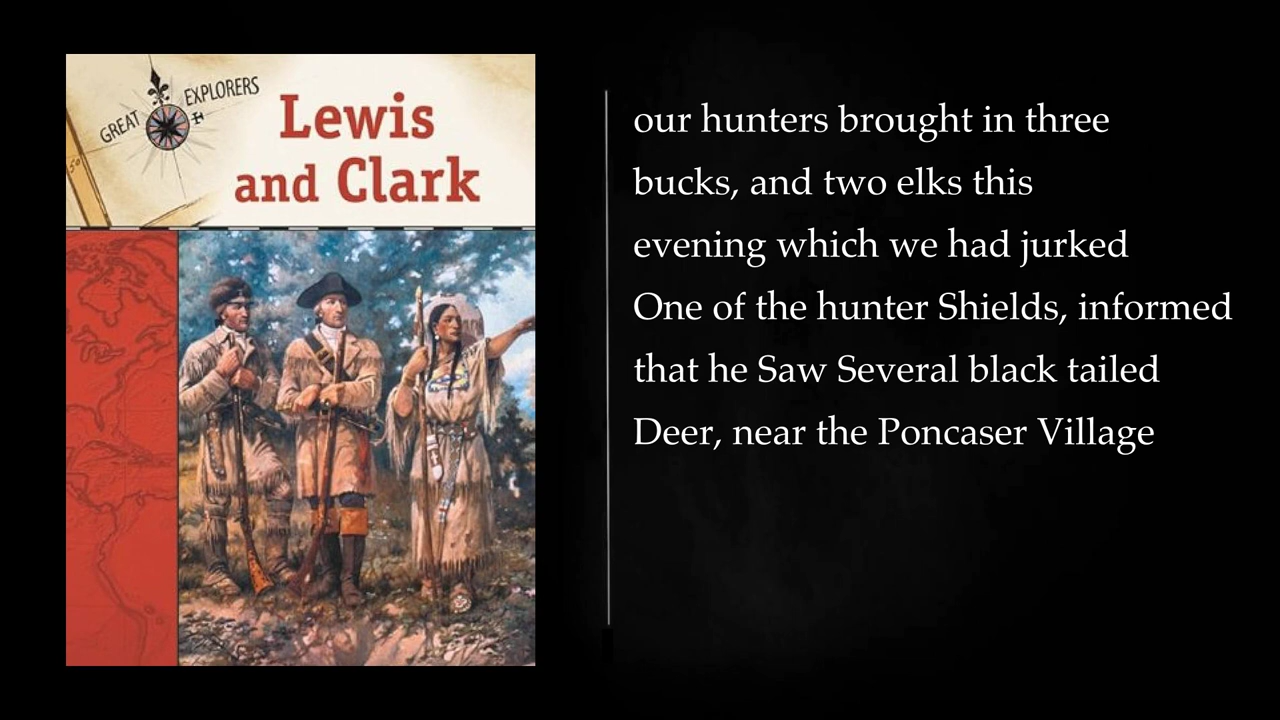 GREAT EXPLORERS
Lewis
and Clark
50
our hunters brought in three
bucks, and two elks this
evening which we had jurked
One of the hunter Shields, informed
that he Saw Several black tailed
Deer, near the Poncaser Village